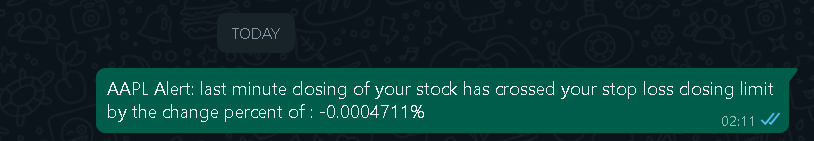 TODAY
AAPL Alert: last minute closing of your stock has crossed your stop loss closing limit
by the change percent of : -0.0004711%
02:11